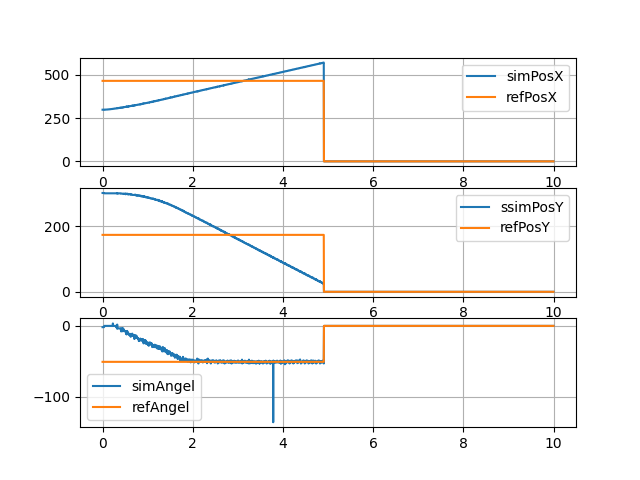 500
250
0
simPosX
refPosX
0 2 4 6 8 10
200
0
ssimPosY
refPosY
0 2 4 6 8 10
0
−100
simAngel
refAngel
0 2 4 6 8 10